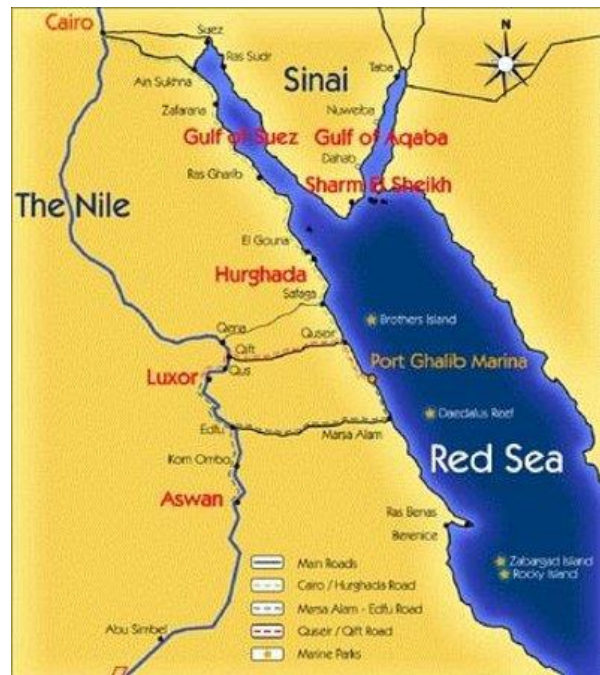 Cairo
Suez
N
Ras Sudr
Sinai
Taba
Ain Sukhna
Zafarana
Nuweiba
Gulf of Suez
Gulf of Aqaba
Dahab
Ras Gharib
Sharm El Sheikh
The Nile
El Gouna
Hurghada
Safaga
Brothers Island
Qena
Quseir
Qift
Port Ghalib Marina
Qus
Luxor
Daedalus Reef
Edfu
Marsa Alam
Red Sea
Kom Ombo
Aswan
Ras Benas
Berenice
Zabargad Island
Rocky Island
Main Roads
Cairo / Hurghada Road
Marsa Alam - Edfu Road
Quseir / Qift Road
Marine Parks
Abu Simbel